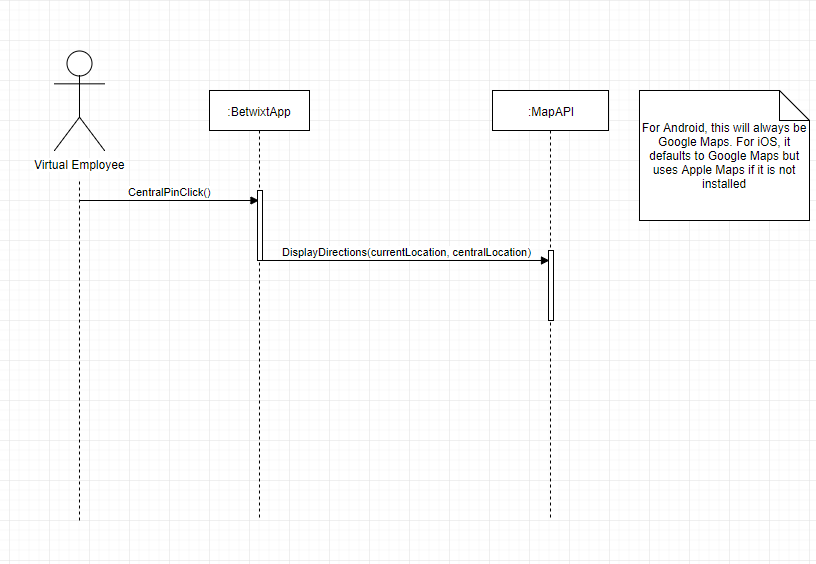 :BetwixtApp
:MapAPI
For Android, this will always be
Google Maps. For iOS, it
defaults to Google Maps but
uses Apple Maps if it is not
installed
Virtual Employee
CentralPinClick()
DisplayDirections(currentLocation, centralLocation)